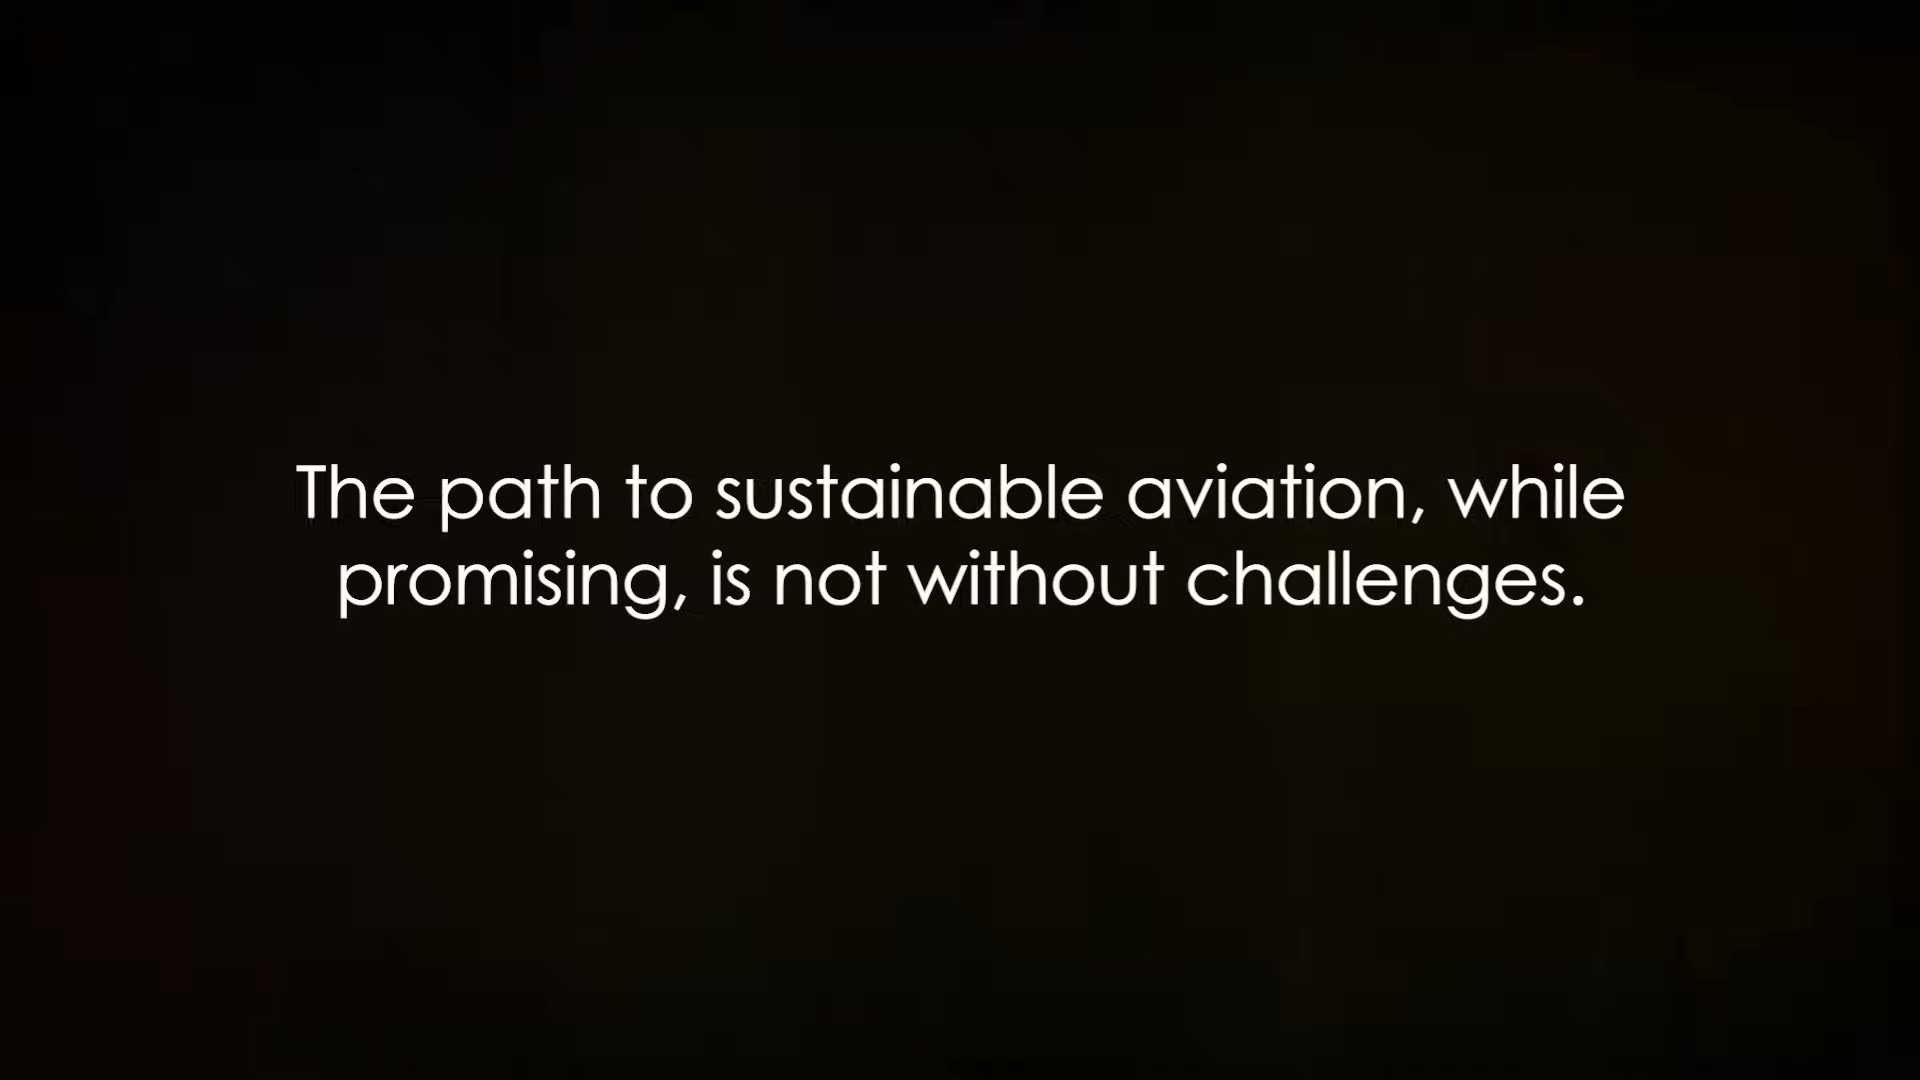 The path to sustainable aviation, while
promising, is not without challenges.